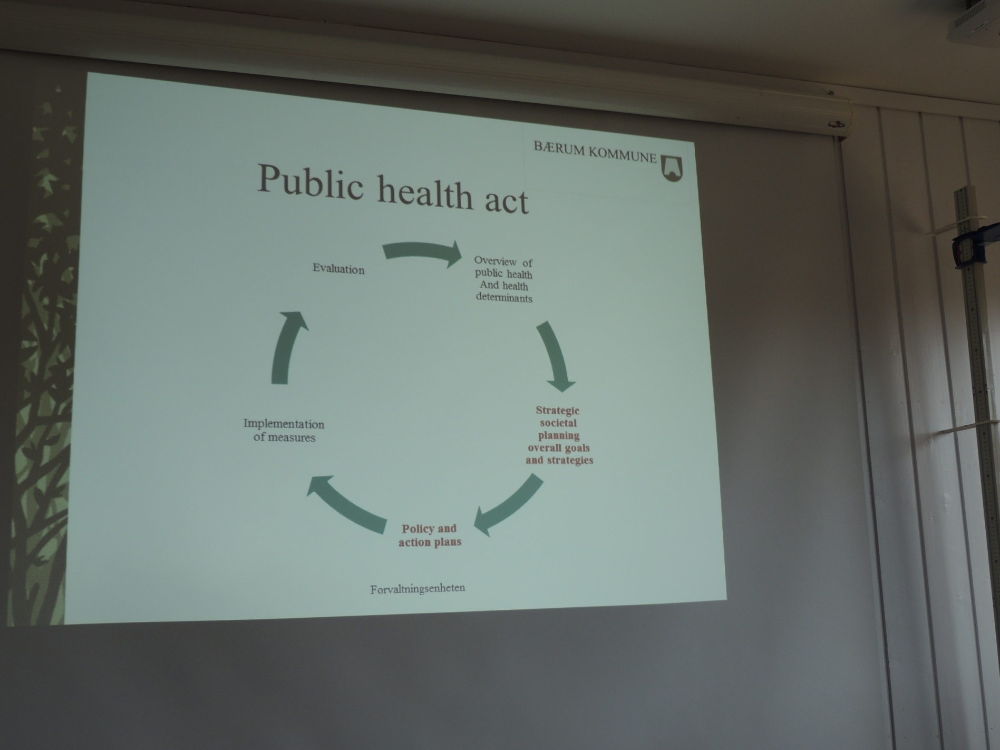 BÆRUM KOMMUNE
Public health act
Evaluation
Overview of
public health
And health
determinants
Strategic
societal
planning
overall goals
and strategies
Policy and
action plans
Implementation
of measures
Forvaltningsenheten